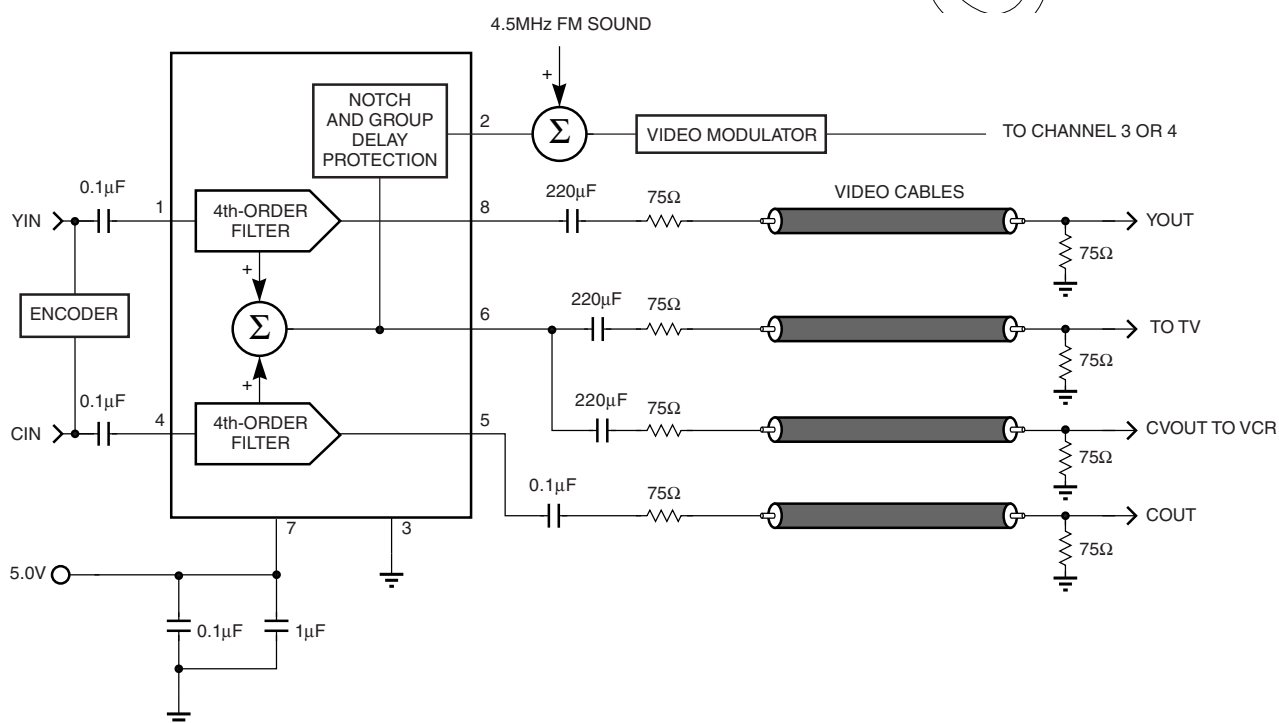 4.5MHz FM SOUND
+
NOTCH
AND GROUP
DELAY
PROTECTION
2
Σ
VIDEO MODULATOR
TO CHANNEL 3 OR 4
YIN
0.1µF
1
4th-ORDER
FILTER
8
220µF
75Ω
VIDEO CABLES
YOUT
75Ω
+
ENCODER
Σ
6
220µF
75Ω
TO TV
75Ω
+
CIN
0.1µF
4
4th-ORDER
FILTER
5
220µF
75Ω
CVOUT TO VCR
75Ω
0.1µF
75Ω
COUT
75Ω
7
3
5.0V
0.1µF
1µF